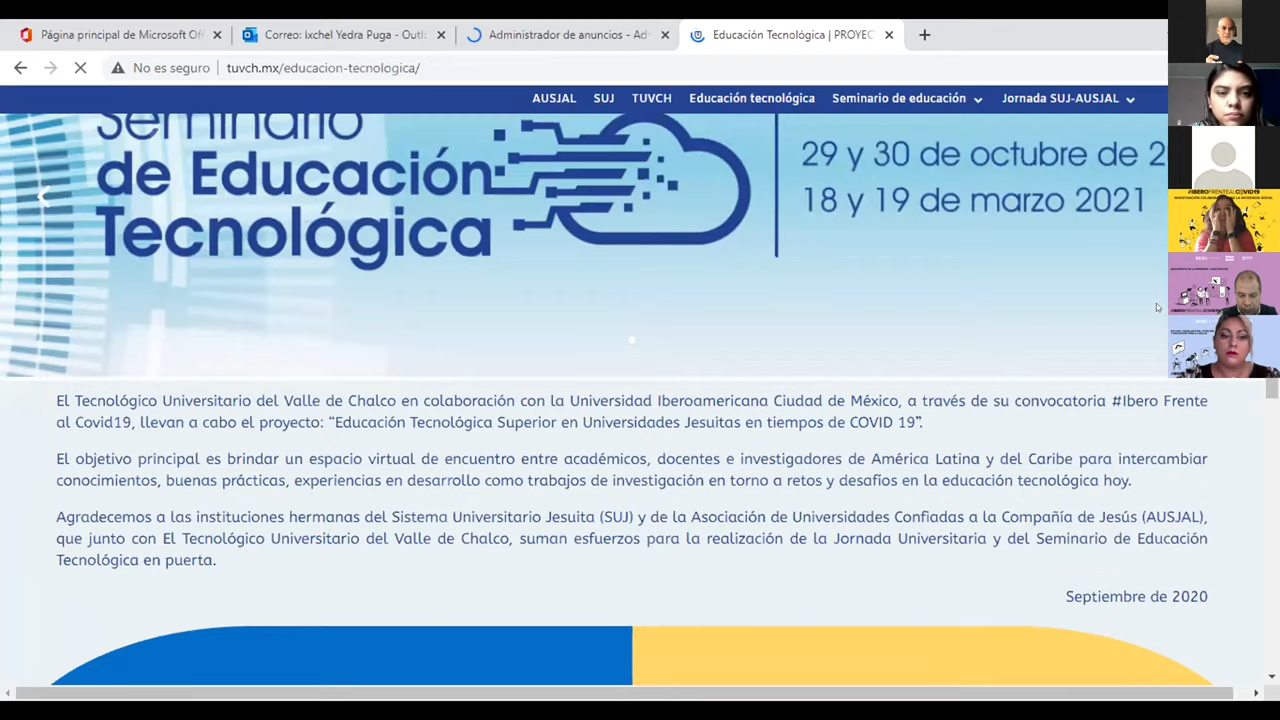 Página principal de Microsoft Of
Correo: Ixchel Yedra Puga - Outl
Administrador de anuncios - Ad
Educación Tecnológica | PROYEC
No es seguro
tuvch.mx/educacion-tecnologica/
AUSJAL
SUJ
TUVCH
Educación tecnológica
Seminario de educación
Jornada SUJ-AUSJAL
Seminario
de Educación
Tecnológica
29 y 30 de octubre de 2
18 y 19 de marzo 2021
#IBEROFRENTEALCOVID19
El Tecnológico Universitario del Valle de Chalco en colaboración con la Universidad Iberoamericana Ciudad de México, a través de su convocatoria #Ibero Frente
al Covid19, llevan a cabo el proyecto: “Educación Tecnológica Superior en Universidades Jesuitas en tiempos de COVID 19”.
El objetivo principal es brindar un espacio virtual de encuentro entre académicos, docentes e investigadores de América Latina y del Caribe para intercambiar
conocimientos, buenas prácticas, experiencias en desarrollo como trabajos de investigación en torno a retos y desafíos en la educación tecnológica hoy.
Agradecemos a las instituciones hermanas del Sistema Universitario Jesuita (SUJ) y de la Asociación de Universidades Confiadas a la Compañía de Jesús (AUSJAL),
que junto con El Tecnológico Universitario del Valle de Chalco, suman esfuerzos para la realización de la Jornada Universitaria y del Seminario de Educación
Tecnológica en puerta.
Septiembre de 2020